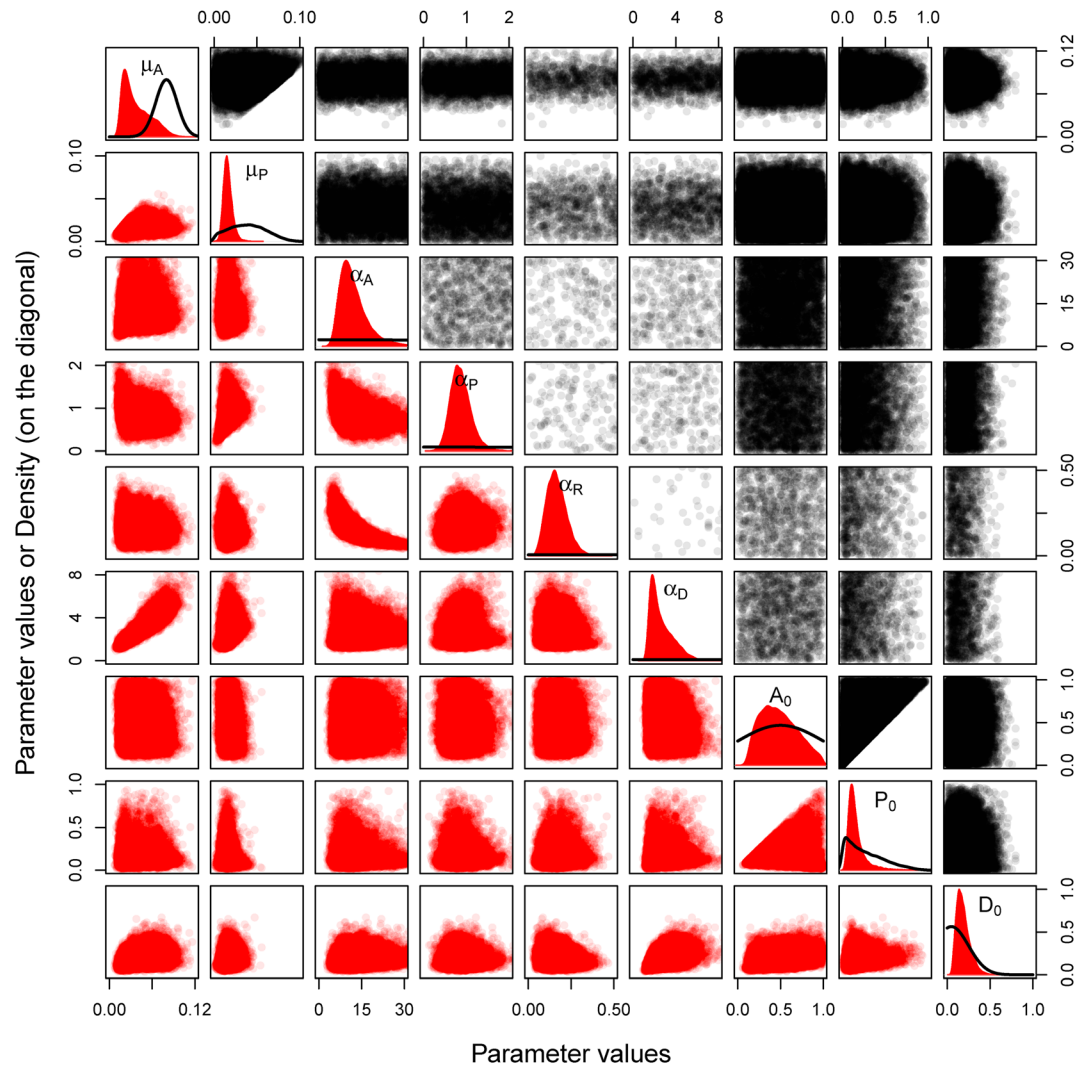 0.00 0.10 0 1 2 0 2 4 6 8 0.0 0.5 1.0
μA
0.00 0.12
0.00 0.10
μP
αA
0 15 30
0 1 2
αP
αR
0.00 0.50
0 4 8
αD
A0
0.0 0.5 1.0
0.0 0.5 1.0
P0
D0
0.0 0.5 1.0
0.00 0.12 0 15 30 0.00 0.50 0.0 0.5 1.0 0.0 0.5 1.0
Parameter values
Parameter values or Density (on the diagonal)